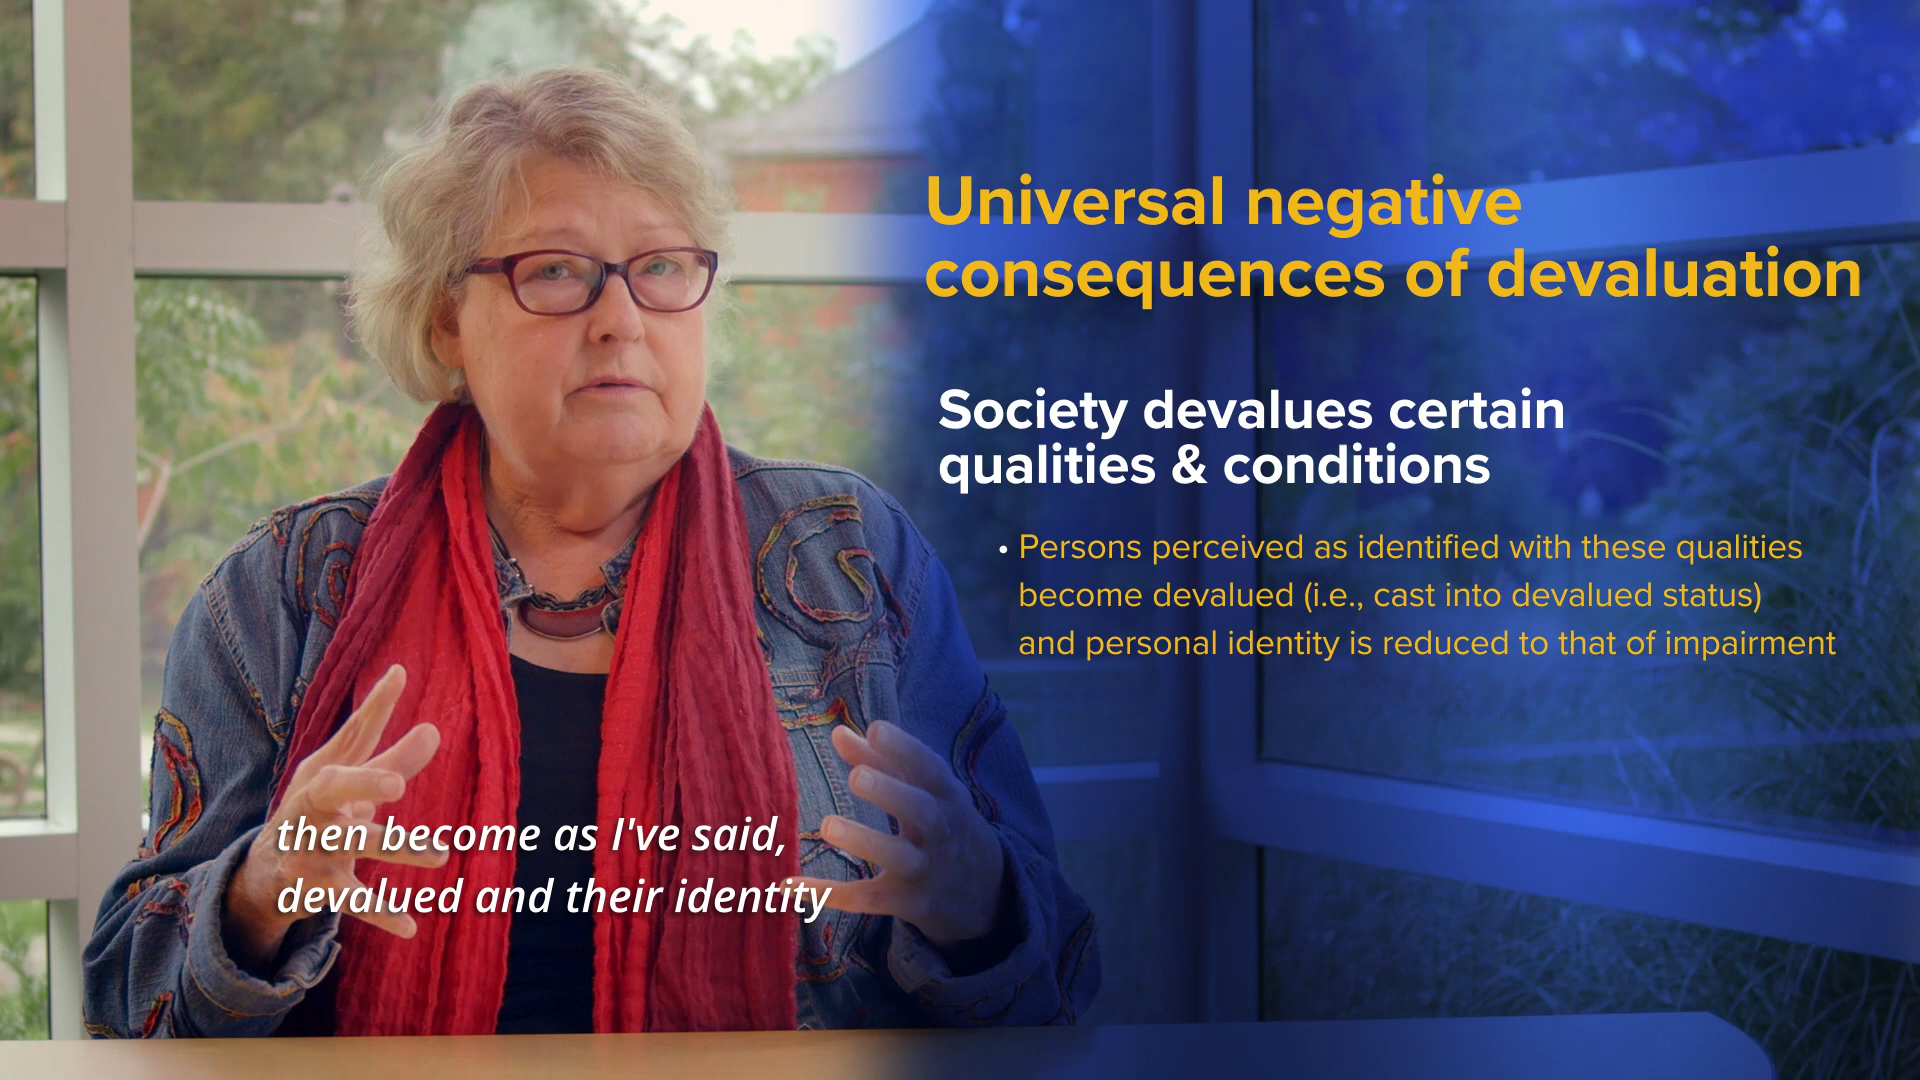 Universal negative
consequences of devaluation
Society devalues certain
qualities & conditions
• Persons perceived as identified with these qualities
become devalued (i.e., cast into devalued status)
and personal identity is reduced to that of impairment
then become as I've said,
devalued and their identity